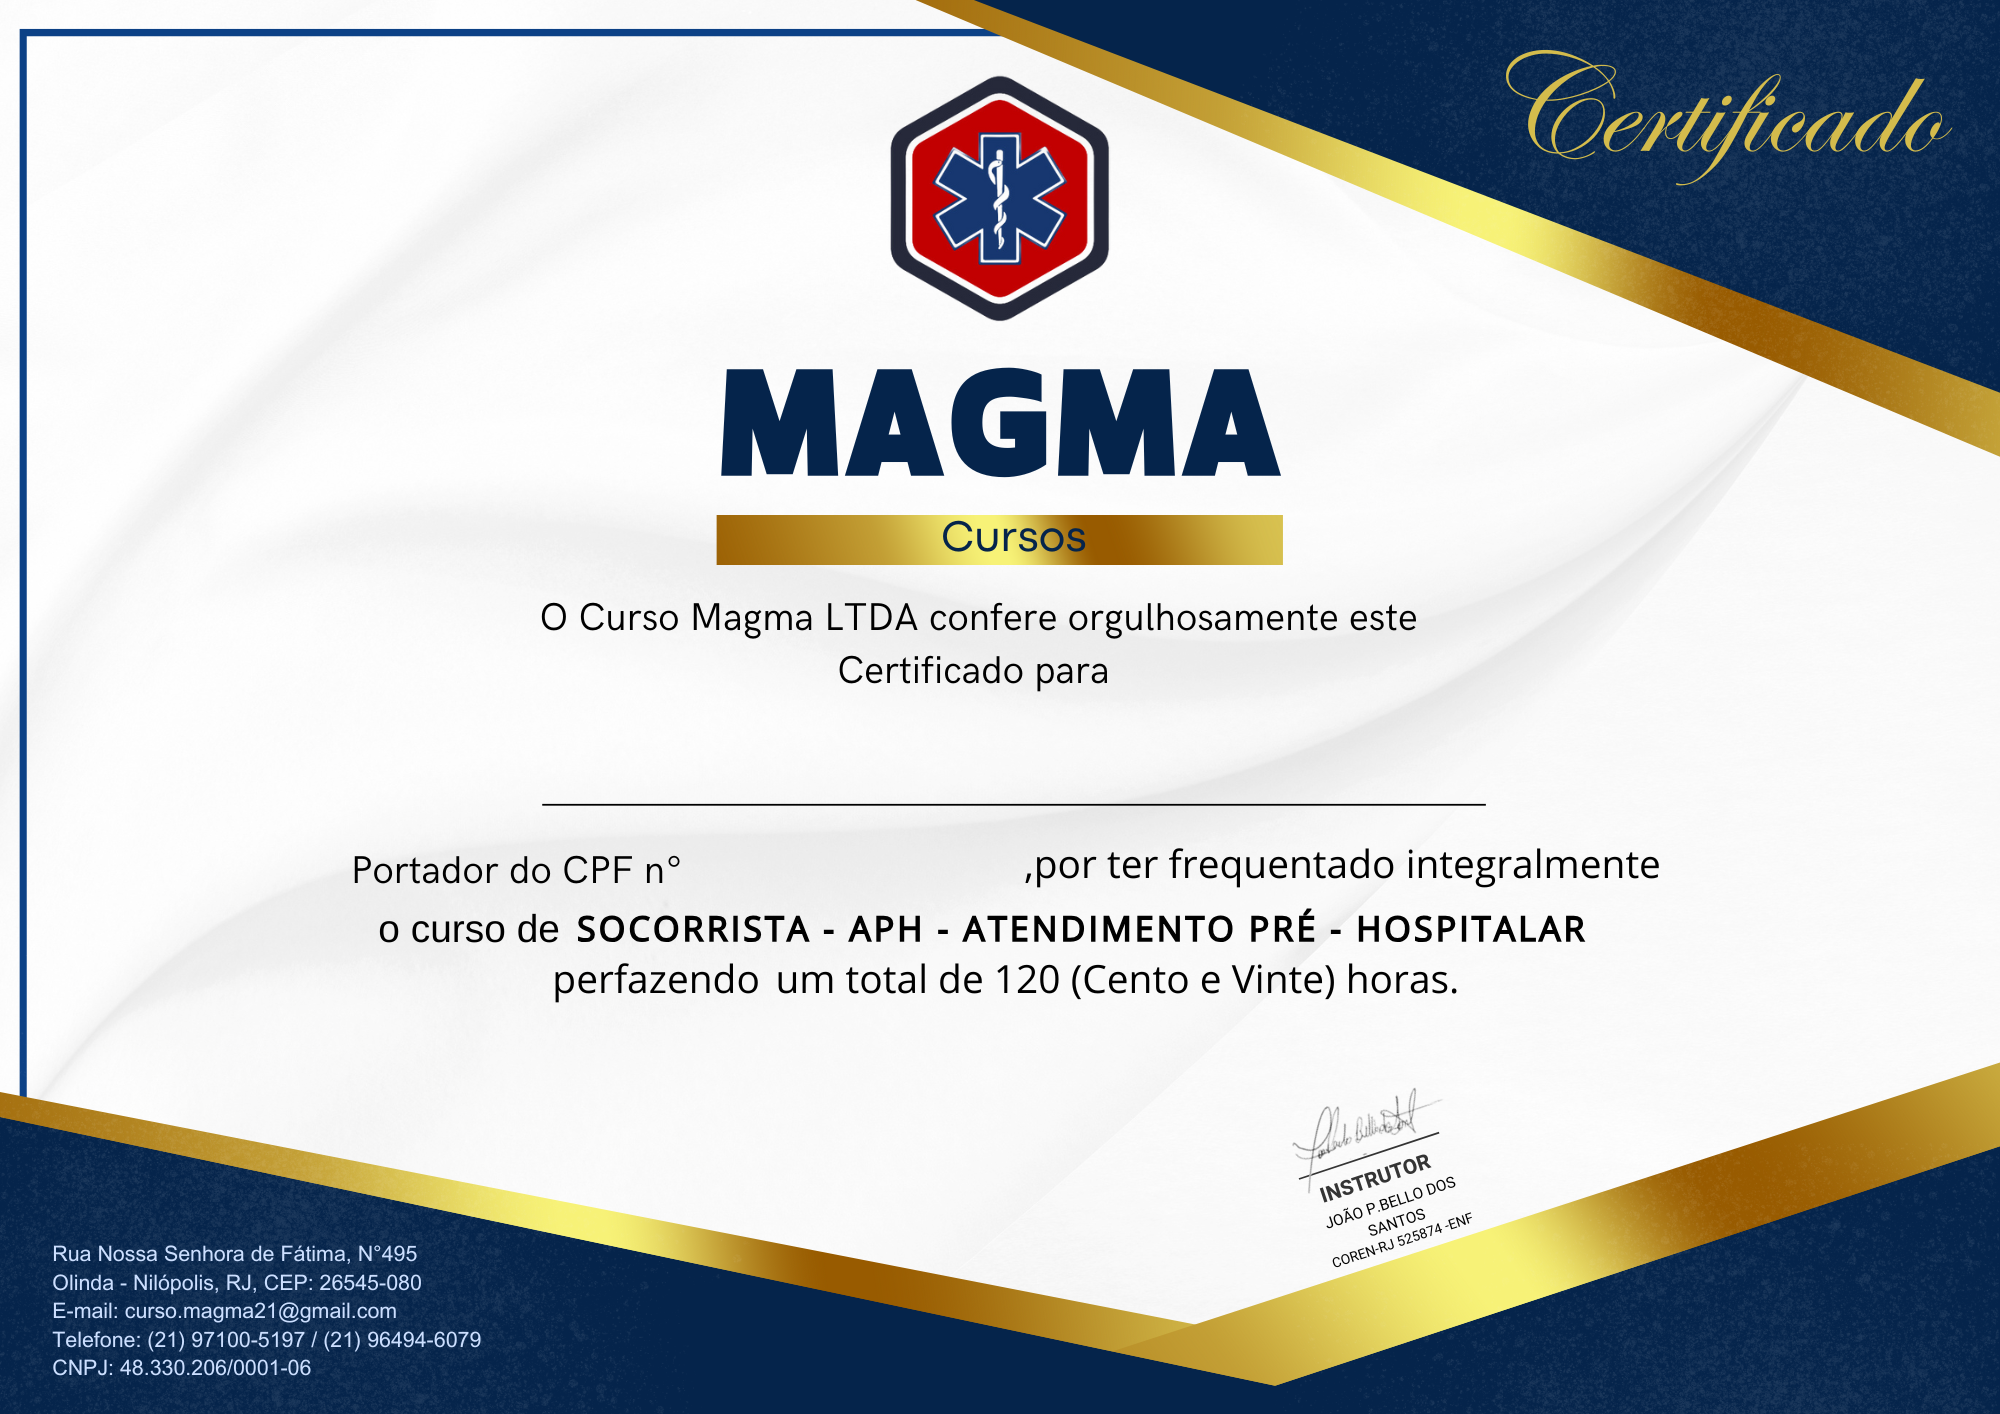 Certificado
MAGMA
Cursos
O Curso Magma LTDA confere orgulhosamente este
Certificado para
Portador do CPF n° ,por ter frequentado integralmente
o curso de SOCORRISTA - APH - ATENDIMENTO PRÉ - HOSPITALAR
perfazendo um total de 120 (Cento e Vinte) horas.
INSTRUTOR
JOÃO P.BELLO DOS
SANTOS
COREN-RJ 525874 -ENF
Rua Nossa Senhora de Fátima, N°495
Olinda - Nilópolis, RJ, CEP: 26545-080
E-mail: curso.magma21@gmail.com
Telefone: (21) 97100-5197 / (21) 96494-6079
CNPJ: 48.330.206/0001-06